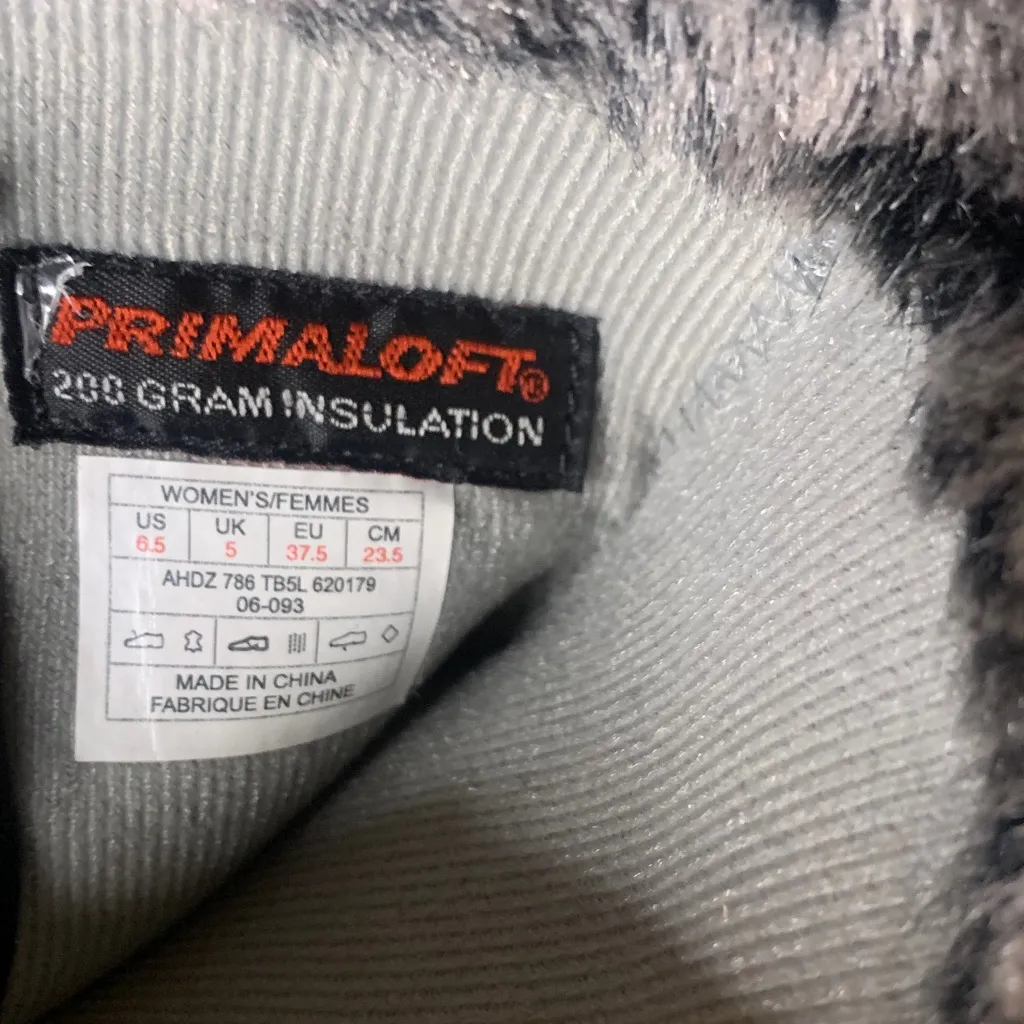 PRIMALOFT®
200 GRAM INSULATION
WOMEN'S/FEMMES
US UK EU CM
6.5 5 37.5 23.5
AHDZ 786 TB5L 620179
06-093
MADE IN CHINA
FABRIQUE EN CHINE